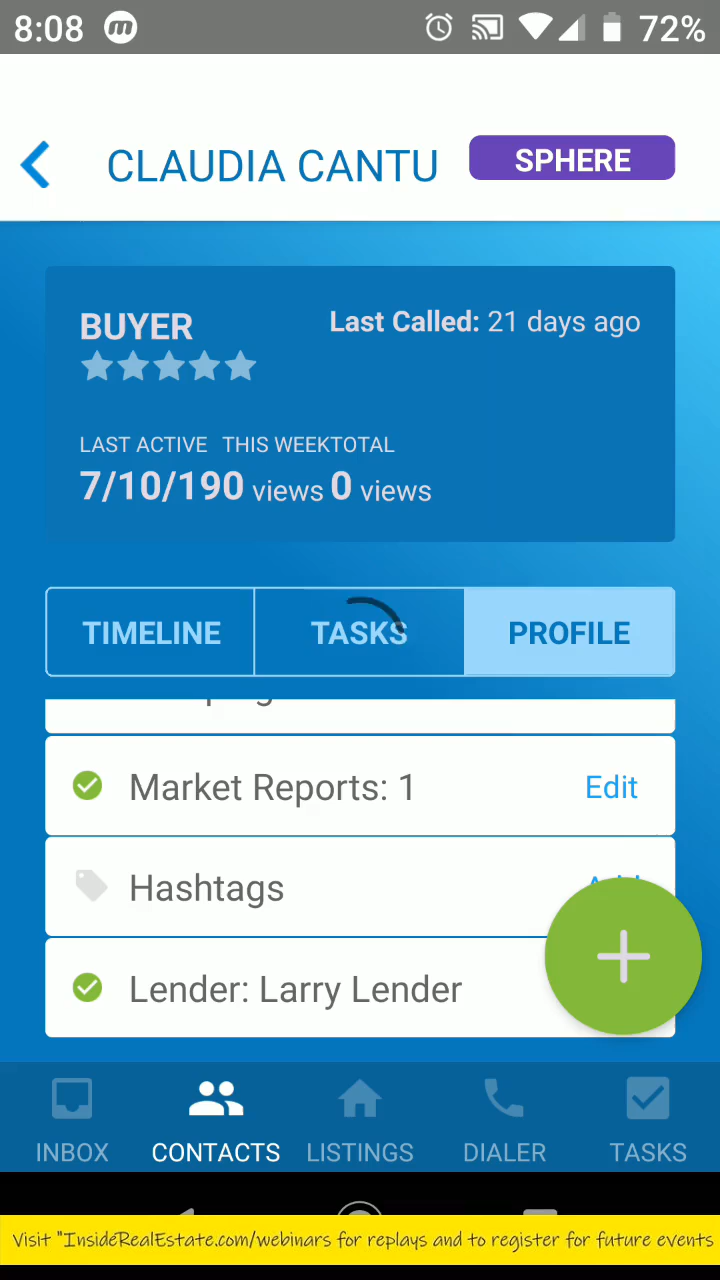 8:08 m 72%
CLAUDIA CANTU SPHERE
BUYER Last Called: 21 days ago
LAST ACTIVE THIS WEEKTOTAL
7/10/190 views 0 views
TIMELINE TASKS PROFILE
Market Reports: 1 Edit
Hashtags
Lender: Larry Lender
INBOX CONTACTS LISTINGS DIALER TASKS
Visit "InsideRealEstate.com/webinars for replays and to register for future events